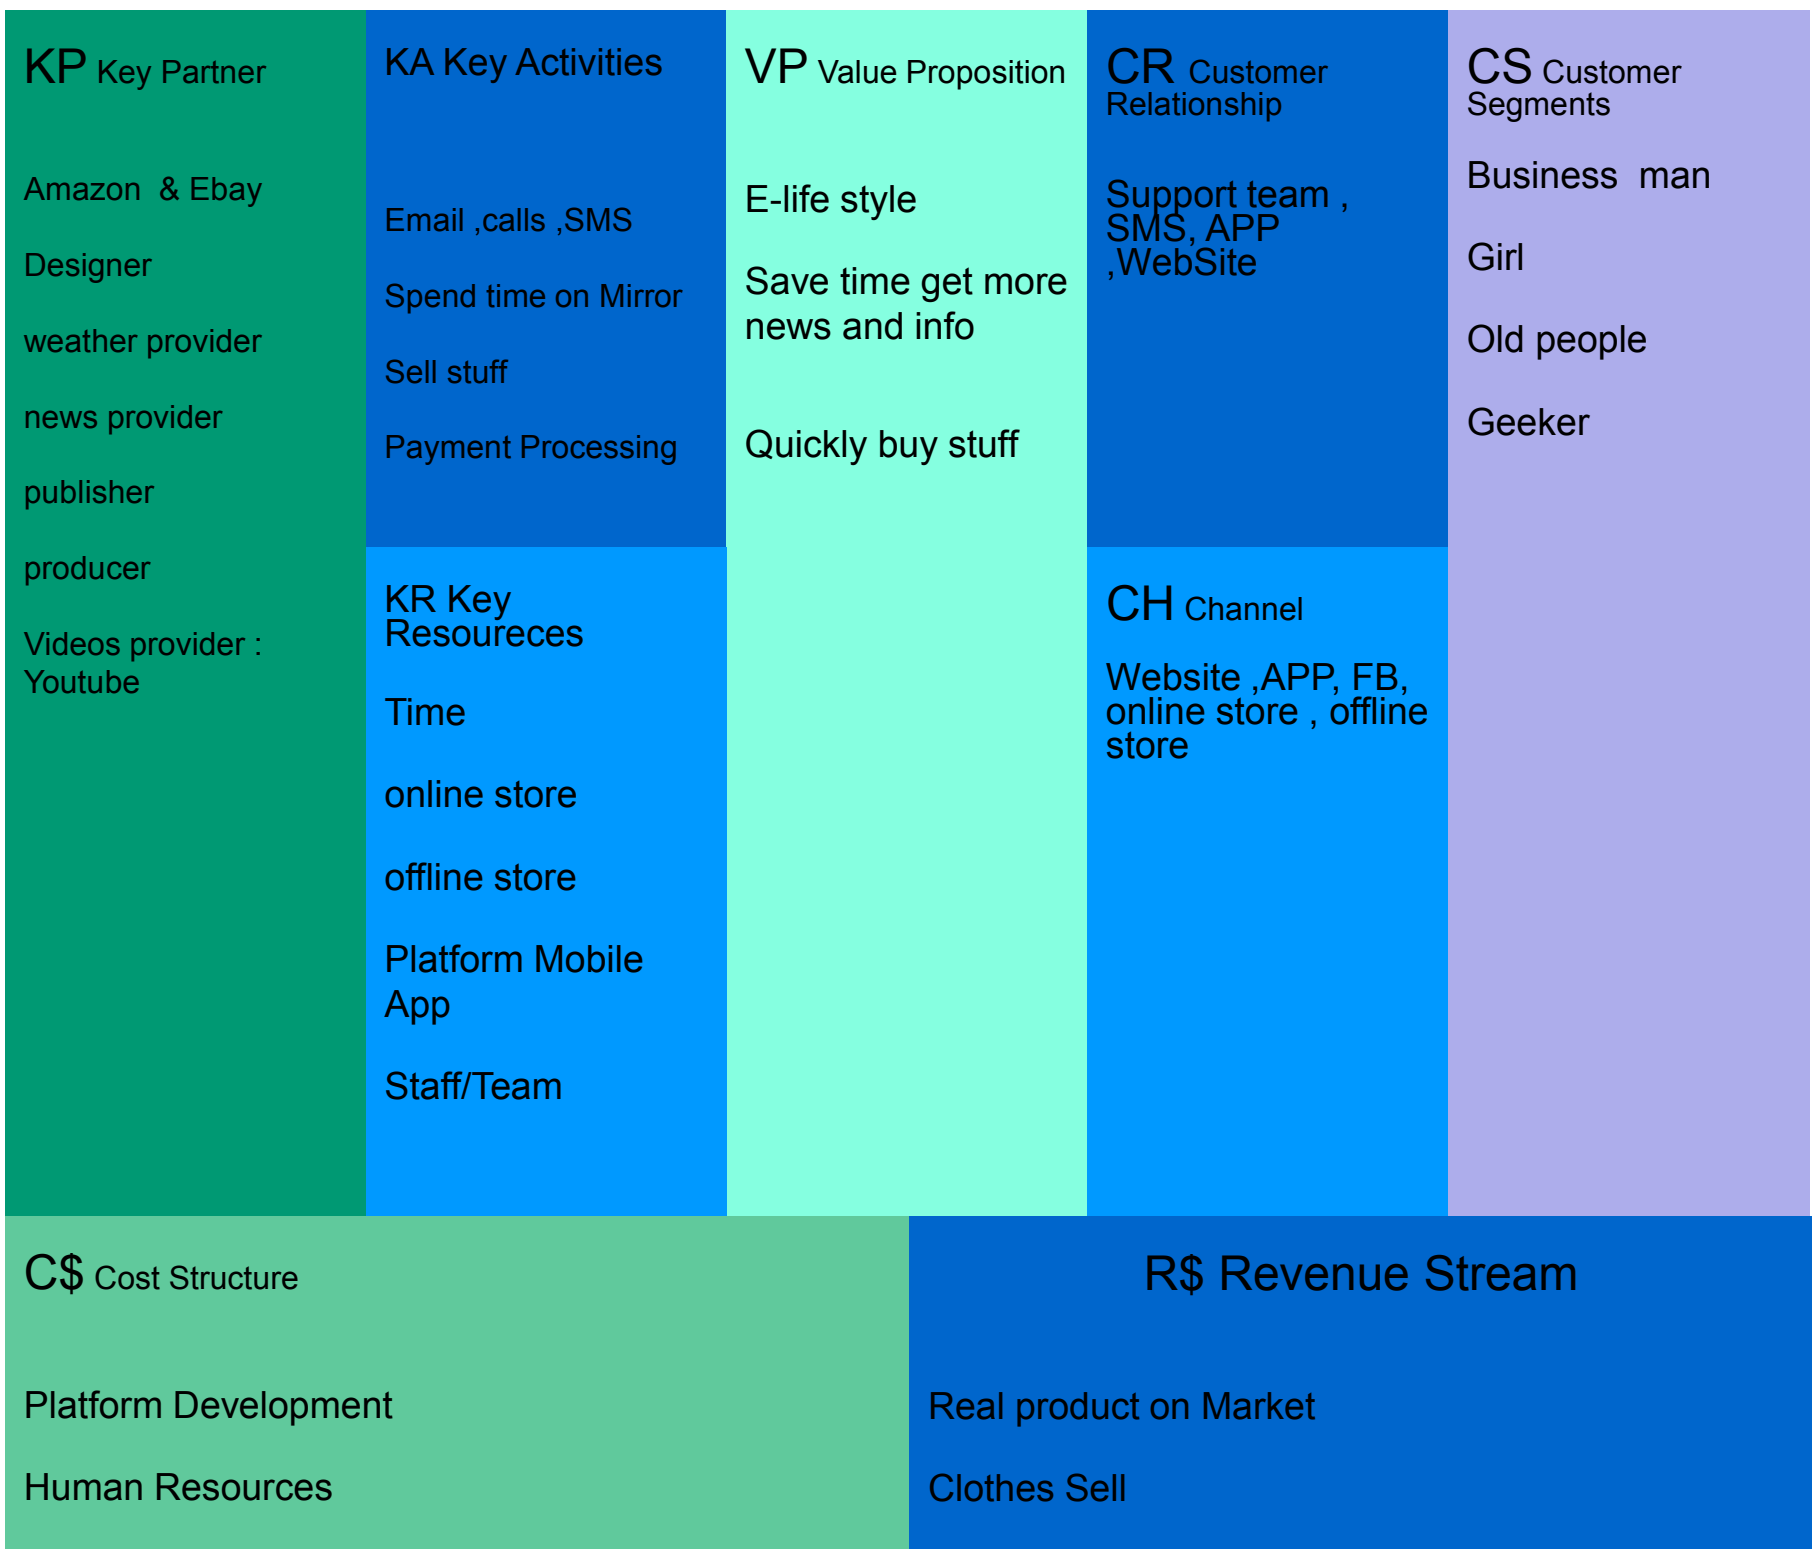 KP Key Partner
Amazon  & Ebay
Designer
weather provider
news provider
publisher
producer
Videos provider :
Youtube
KA Key Activities
Email ,calls ,SMS
Spend time on Mirror
Sell stuff
Payment Processing
KR Key
Resoureces
Time
online store
offline store
Platform Mobile
App
Staff/Team
VP Value Proposition
E-life style
Save time get more
news and info
Quickly buy stuff
CR Customer
Relationship
Support team ,
SMS, APP
,WebSite
CH Channel
Website ,APP, FB,
online store , offline
store
CS Customer
Segments
Business  man
Girl
Old people
Geeker
C$ Cost Structure
Platform Development
Human Resources
R$ Revenue Stream
Real product on Market
Clothes Sell